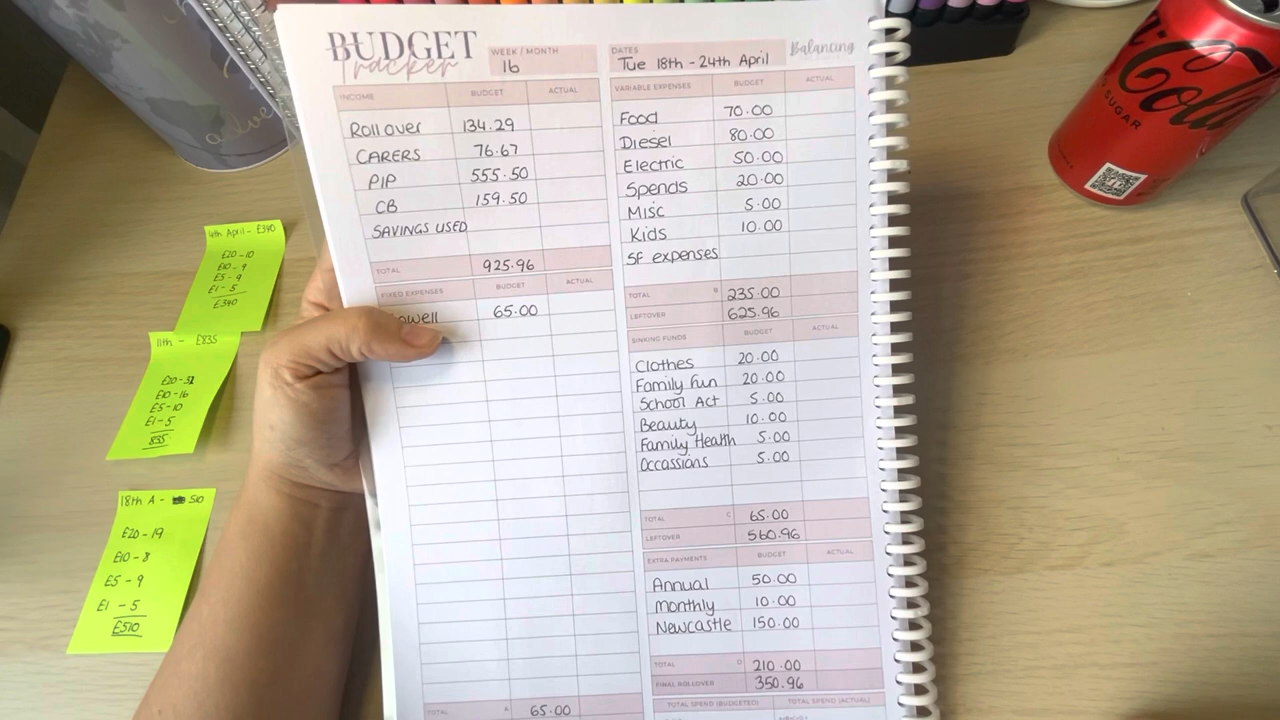 BUDGET
Tracker
WEEK / MONTH
16
INCOME BUDGET ACTUAL
Rollover 134.29
CARERS 76.67
PIP 555.50
CB 159.50
SAVINGS USED
TOTAL 925.96
FIXED EXPENSES BUDGET ACTUAL
owell 65.00
TOTAL A 65.00
DATES
Tue 18th - 24th April
Balancing
VARIABLE EXPENSES BUDGET ACTUAL
Food 70.00
Diesel 80.00
Electric 50.00
Spends 20.00
Misc 5.00
Kids 10.00
SF expenses
TOTAL B 235.00
LEFTOVER 625.96
SINKING FUNDS BUDGET ACTUAL
Clothes 20.00
Family Fun 20.00
School Act 5.00
Beauty 10.00
Family Health 5.00
Occassions 5.00
TOTAL C 65.00
LEFTOVER 560.96
EXTRA PAYMENTS BUDGET ACTUAL
Annual 50.00
Monthly 10.00
Newcastle 150.00
TOTAL D 210.00
FINAL ROLLOVER 350.96
TOTAL SPEND (BUDGETED) TOTAL SPEND (ACTUAL)
4th April - £340
£20 - 10
£10 - 9
£5 - 9
£1 - 5
£340
11th - £835
£20 - 31
£10 - 16
£5 - 10
£1 - 5
835
18th A - 510
£20 - 19
£10 - 8
£5 - 9
£1 - 5
£510
SUGAR